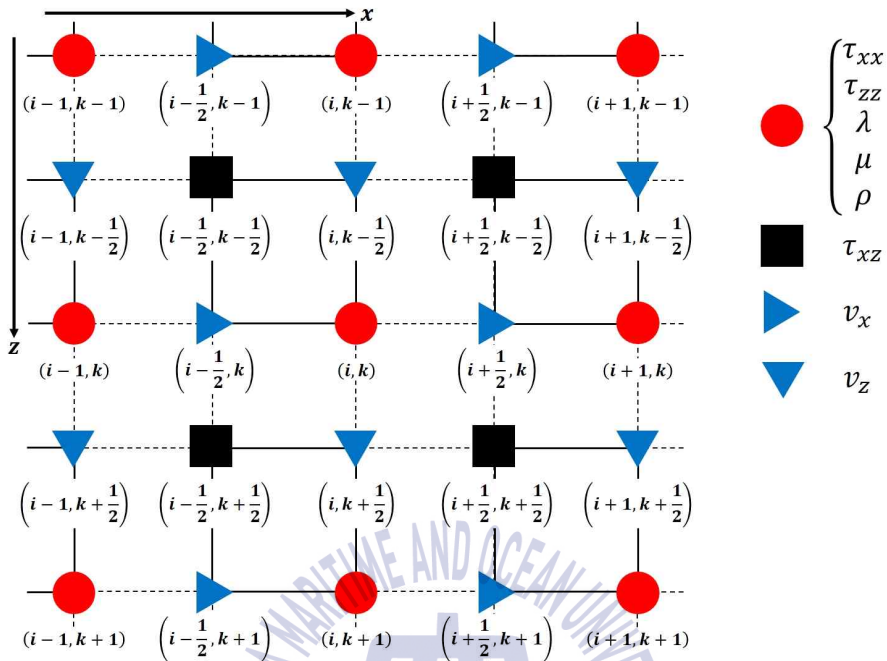 x
(i − 1, k − 1) (i − 1/2, k − 1) (i, k − 1) (i + 1/2, k − 1) (i + 1, k − 1)
τxx
τzz
λ
μ
ρ
(i − 1, k − 1/2) (i − 1/2, k − 1/2) (i, k − 1/2) (i + 1/2, k − 1/2) (i + 1, k − 1/2)
τxz
z
(i − 1, k) (i − 1/2, k) (i, k) (i + 1/2, k) (i + 1, k)
vx
vz
(i − 1, k + 1/2) (i − 1/2, k + 1/2) (i, k + 1/2) (i + 1/2, k + 1/2) (i + 1, k + 1/2)
(i − 1, k + 1) (i − 1/2, k + 1) (i, k + 1) (i + 1/2, k + 1) (i + 1, k + 1)
MARITIME AND OCEAN